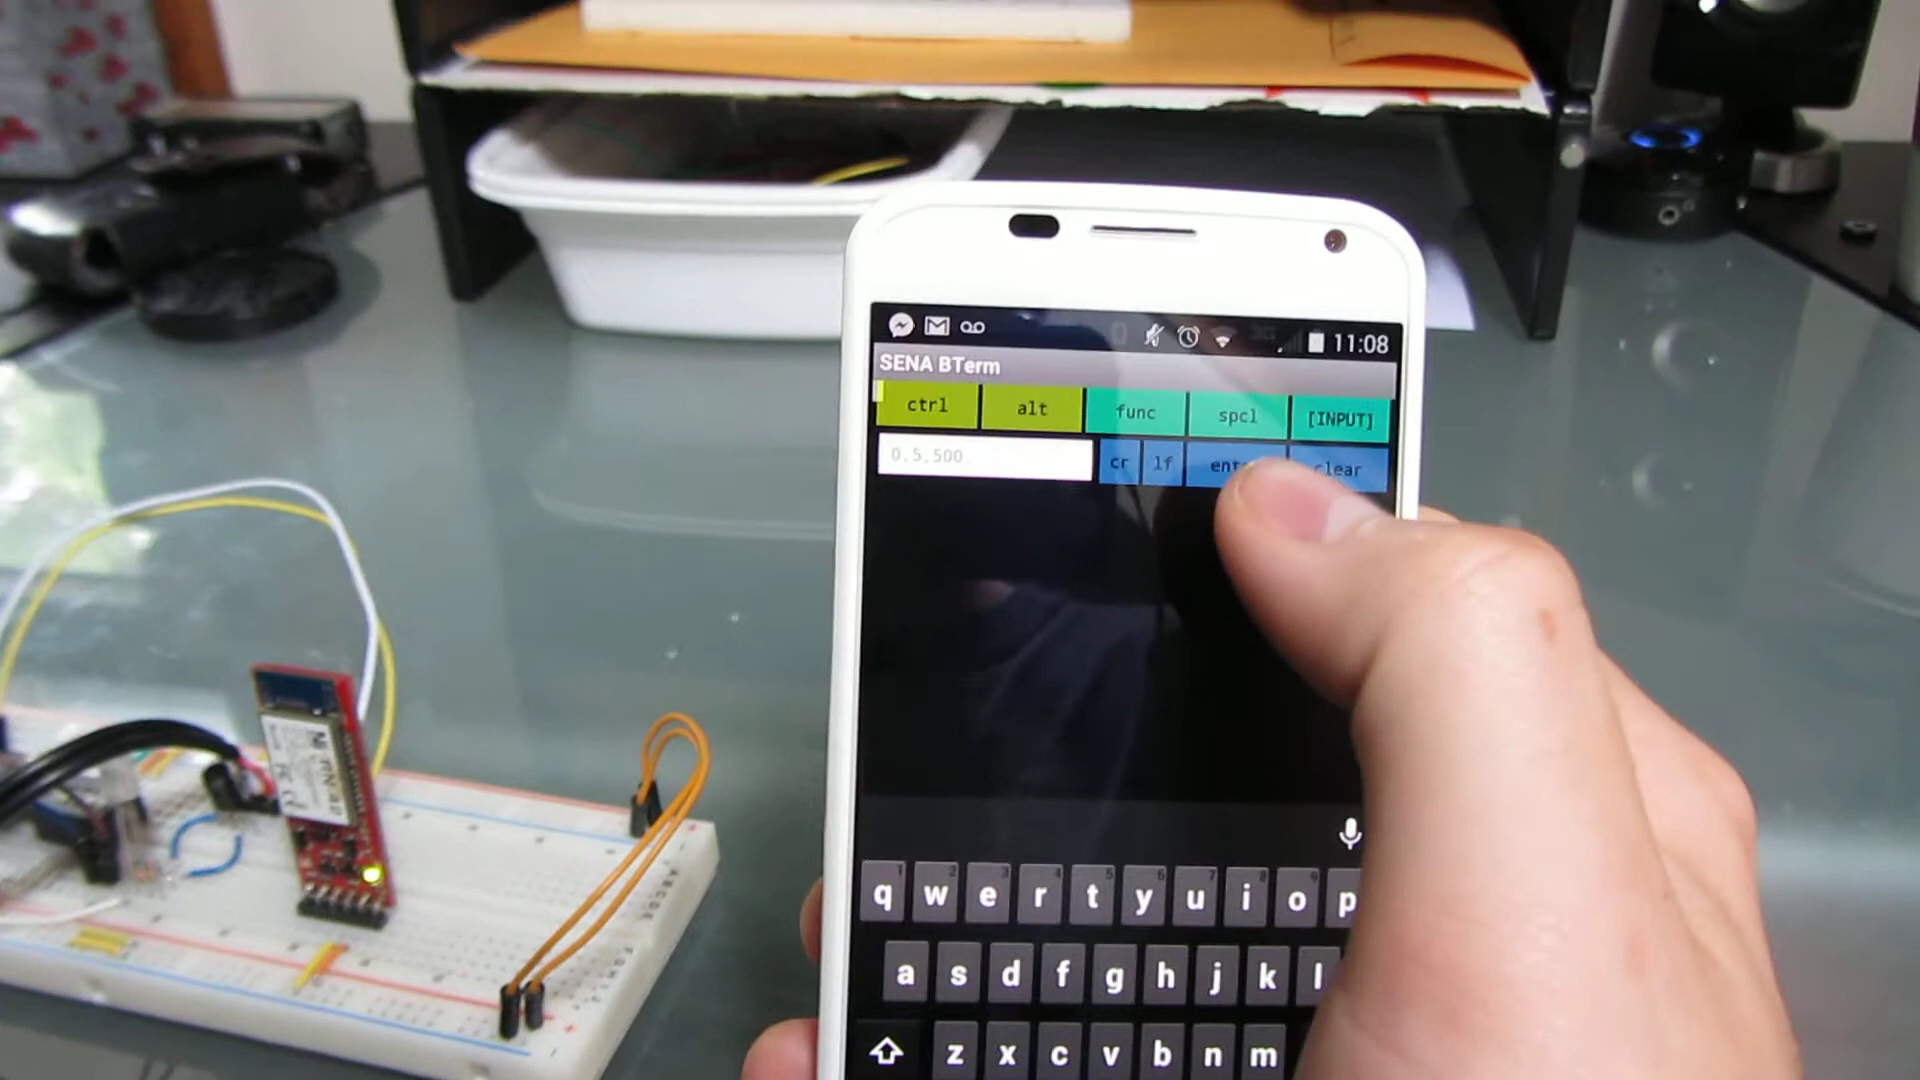 11:08
SENA BTerm
ctrl alt func spcl [INPUT]
0,5,500 cr lf clear
q w e r t y u i o p
a s d f g h j k l
z x c v b n m